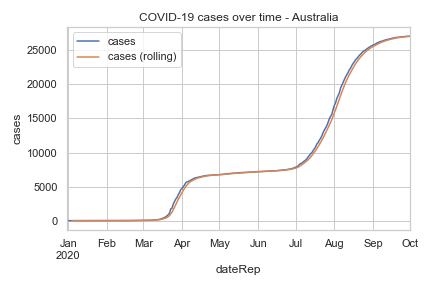 COVID-19 cases over time - Australia
cases
cases (rolling)
25000
20000
15000
10000
5000
0
cases
Jan Feb Mar Apr May Jun Jul Aug Sep Oct
2020
dateRep